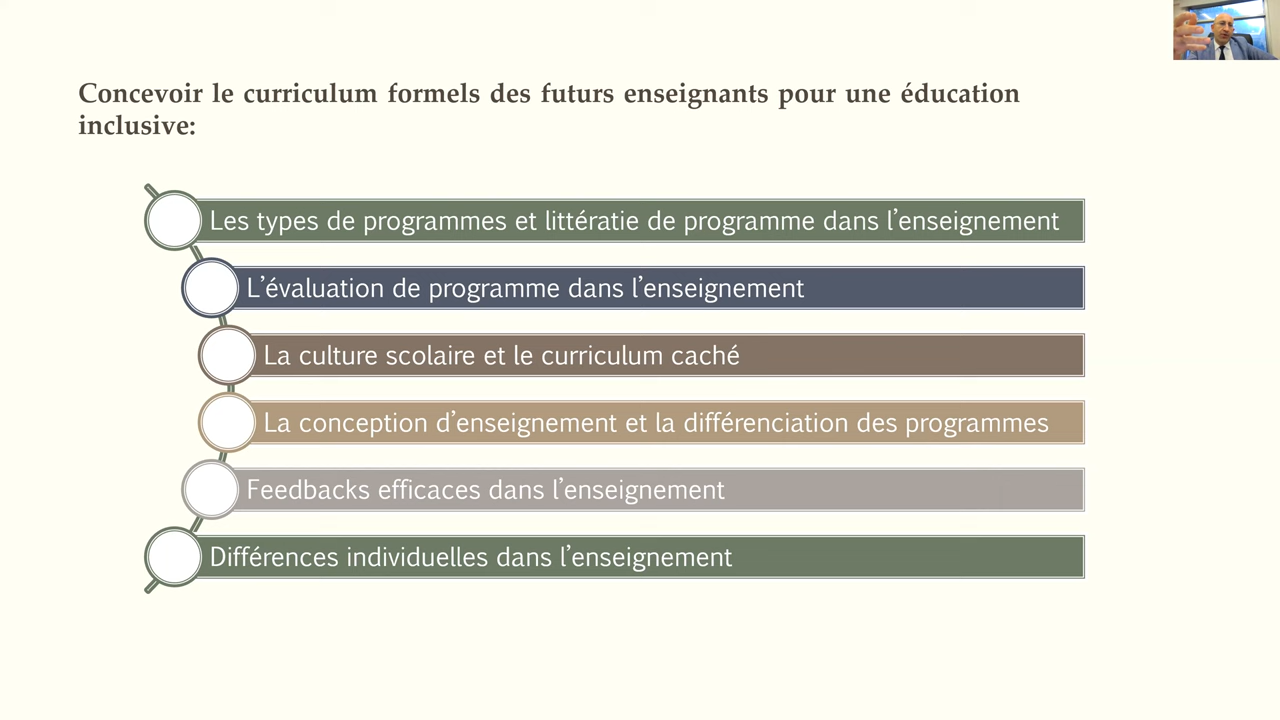 Concevoir le curriculum formels des futurs enseignants pour une éducation
inclusive:
Les types de programmes et littératie de programme dans l’enseignement
L’évaluation de programme dans l’enseignement
La culture scolaire et le curriculum caché
La conception d’enseignement et la différenciation des programmes
Feedbacks efficaces dans l’enseignement
Différences individuelles dans l’enseignement